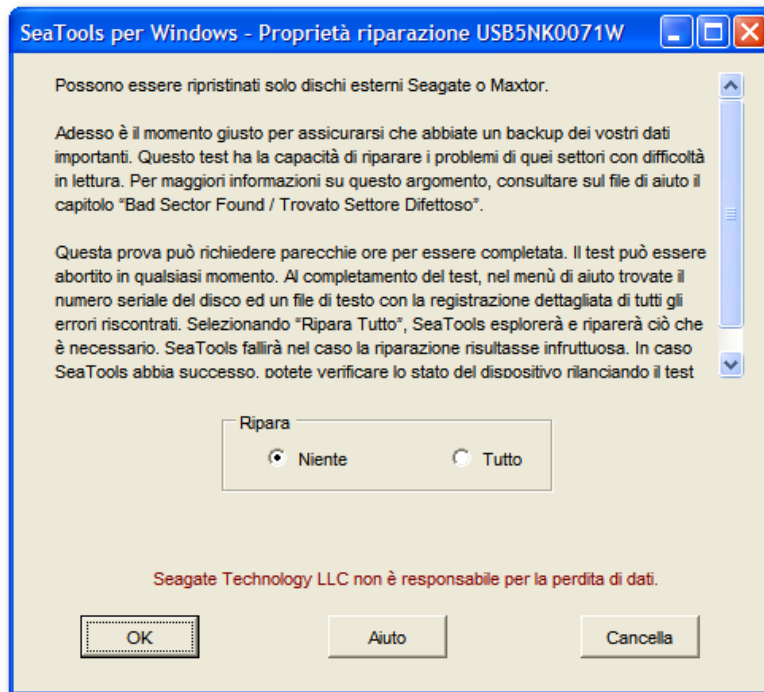 SeaTools per Windows - Proprietà riparazione USB5NK0071W
Possono essere ripristinati solo dischi esterni Seagate o Maxtor.
Adesso è il momento giusto per assicurarsi che abbiate un backup dei vostri dati
importanti. Questo test ha la capacità di riparare i problemi di quei settori con difficoltà
in lettura. Per maggiori informazioni su questo argomento, consultare sul file di aiuto il
capitolo “Bad Sector Found / Trovato Settore Difettoso”.
Questa prova può richiedere parecchie ore per essere completata. Il test può essere
abortito in qualsiasi momento. Al completamento del test, nel menù di aiuto trovate il
numero seriale del disco ed un file di testo con la registrazione dettagliata di tutti gli
errori riscontrati. Selezionando “Ripara Tutto”, SeaTools esplorerà e riparerà ciò che
è necessario. SeaTools fallirà nel caso la riparazione risultasse infruttuosa. In caso
SeaTools abbia successo, potete verificare lo stato del dispositivo rilanciando il test
Ripara
Niente Tutto
Seagate Technology LLC non è responsabile per la perdita di dati.
OK Aiuto Cancella